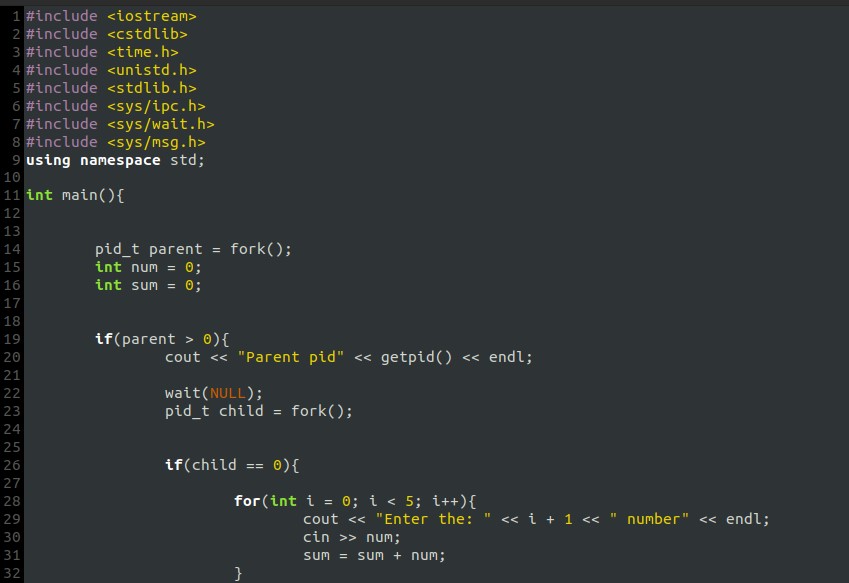 1 #include <iostream>
2 #include <cstdlib>
3 #include <time.h>
4 #include <unistd.h>
5 #include <stdlib.h>
6 #include <sys/ipc.h>
7 #include <sys/wait.h>
8 #include <sys/msg.h>
9 using namespace std;
10
11 int main(){
12
13
14 pid_t parent = fork();
15 int num = 0;
16 int sum = 0;
17
18
19 if(parent > 0){
20 cout << "Parent pid" << getpid() << endl;
21
22 wait(NULL);
23 pid_t child = fork();
24
25
26 if(child == 0){
27
28 for(int i = 0; i < 5; i++){
29 cout << "Enter the: " << i + 1 << " number" << endl;
30 cin >> num;
31 sum = sum + num;
32 }